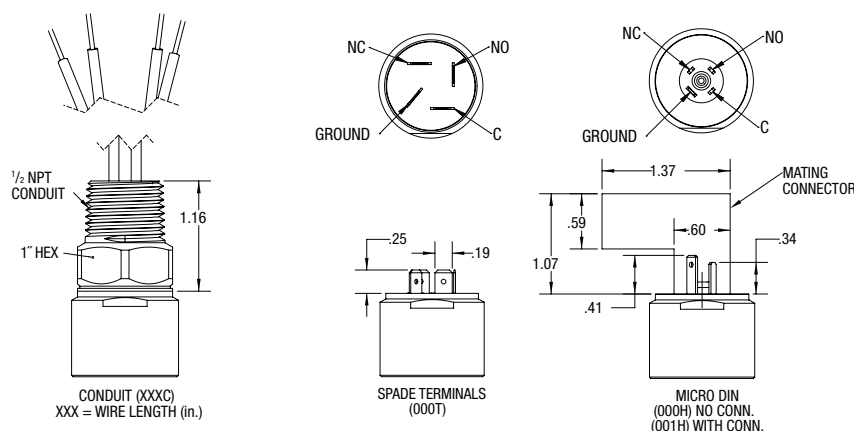 NC
NO
GROUND
C
NC
NO
GROUND
C
1/2 NPT
CONDUIT
1.16
1˝ HEX
.25
.19
1.37
MATING
CONNECTOR
.59
.60
1.07
.34
.41
CONDUIT (XXXC)
XXX = WIRE LENGTH (in.)
SPADE TERMINALS
(000T)
MICRO DIN
(000H) NO CONN.
(001H) WITH CONN.